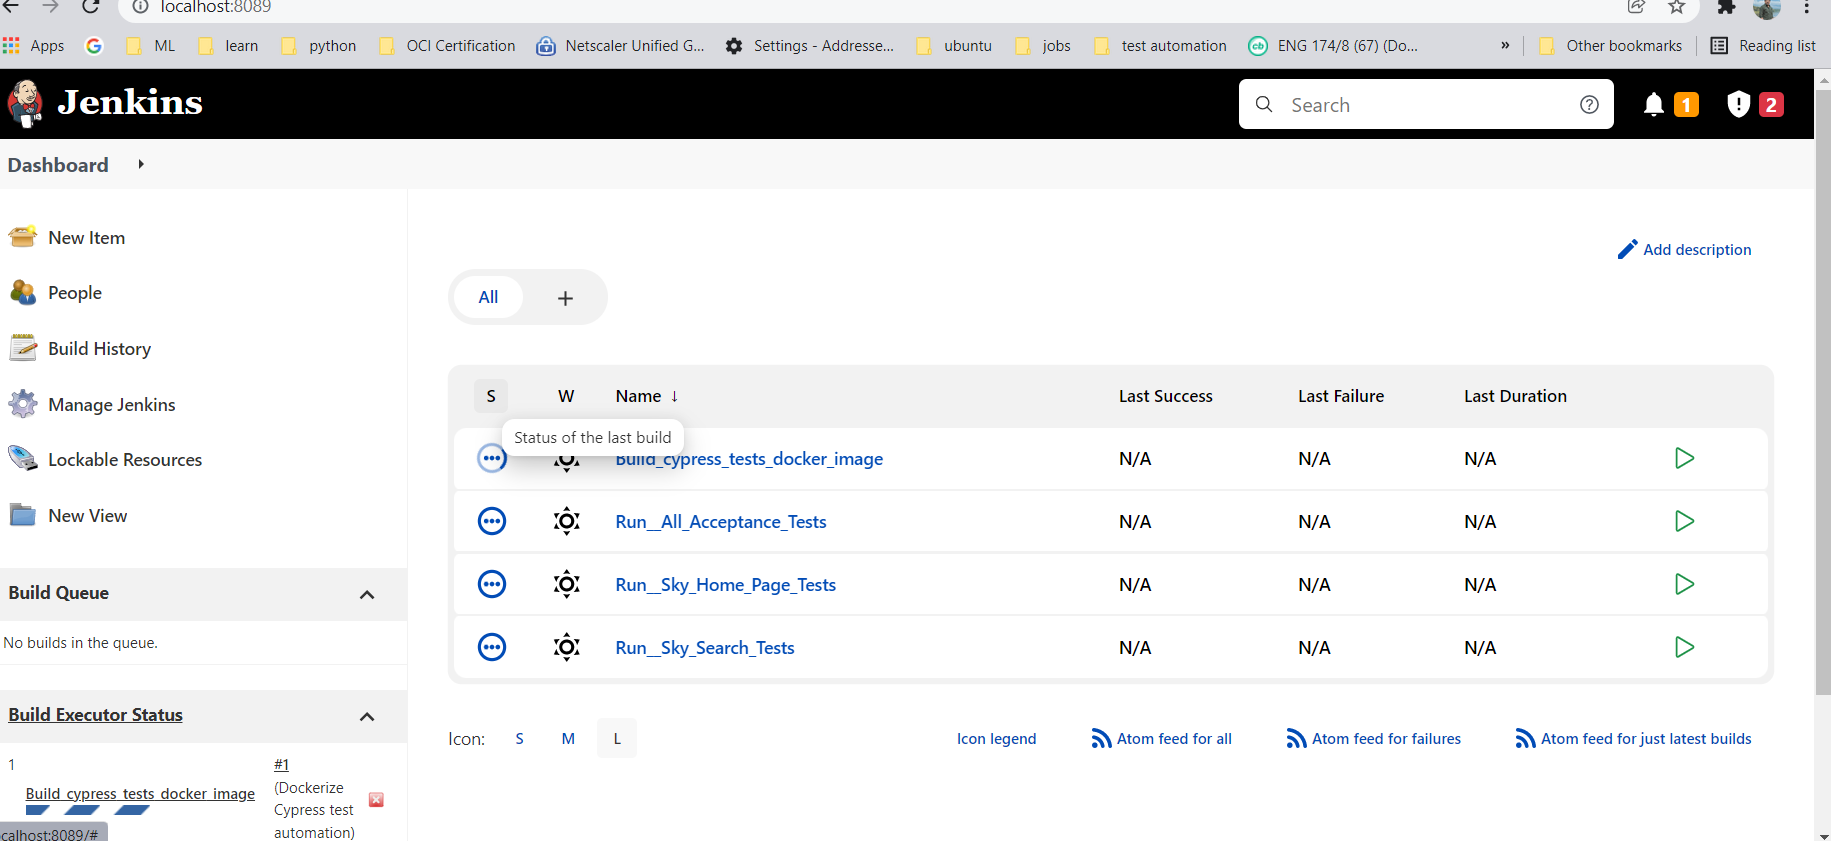 localhost:8089
Apps ML learn python OCI Certification Netscaler Unified G... Settings - Addresse... ubuntu jobs test automation cb ENG 174/8 (67) (Do... » Other bookmarks Reading list
Jenkins Search 1 2
Dashboard
New Item
People
Build History
Manage Jenkins
Lockable Resources
New View
Build Queue
No builds in the queue.
Build Executor Status
1 #1
Build_cypress_tests_docker_image (Dockerize
Cypress test
automation)
calhost:8089/#
Add description
All +
S W Name ↓ Last Success Last Failure Last Duration
Status of the last build
Build_cypress_tests_docker_image N/A N/A N/A
Run__All_Acceptance_Tests N/A N/A N/A
Run__Sky_Home_Page_Tests N/A N/A N/A
Run__Sky_Search_Tests N/A N/A N/A
Icon: S M L Icon legend Atom feed for all Atom feed for failures Atom feed for just latest builds